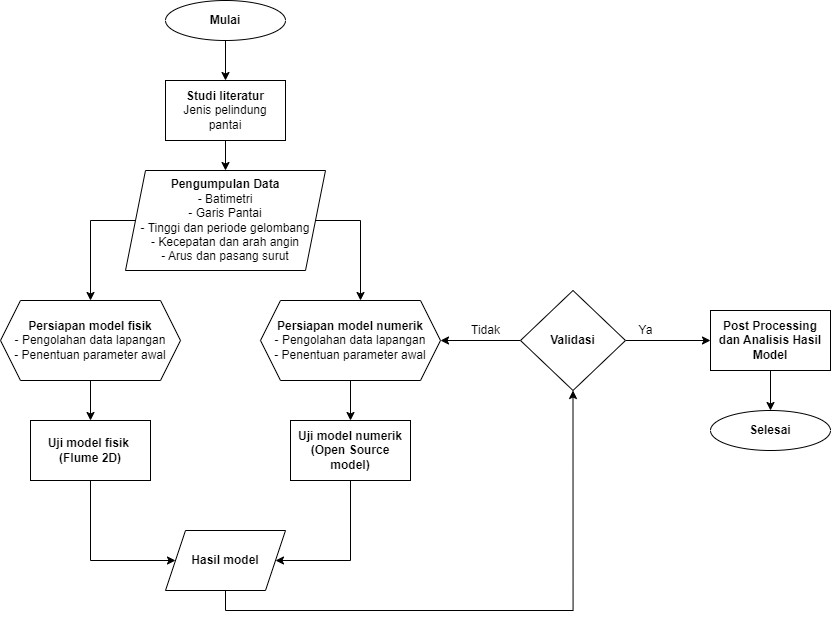 Mulai
Studi literatur
Jenis pelindung
pantai
Pengumpulan Data
- Batimetri
- Garis Pantai
- Tinggi dan periode gelombang
- Kecepatan dan arah angin
- Arus dan pasang surut
Persiapan model fisik
- Pengolahan data lapangan
- Penentuan parameter awal
Persiapan model numerik
- Pengolahan data lapangan
- Penentuan parameter awal
Tidak
Validasi
Ya
Post Processing
dan Analisis Hasil
Model
Uji model fisik
(Flume 2D)
Uji model numerik
(Open Source
model)
Selesai
Hasil model